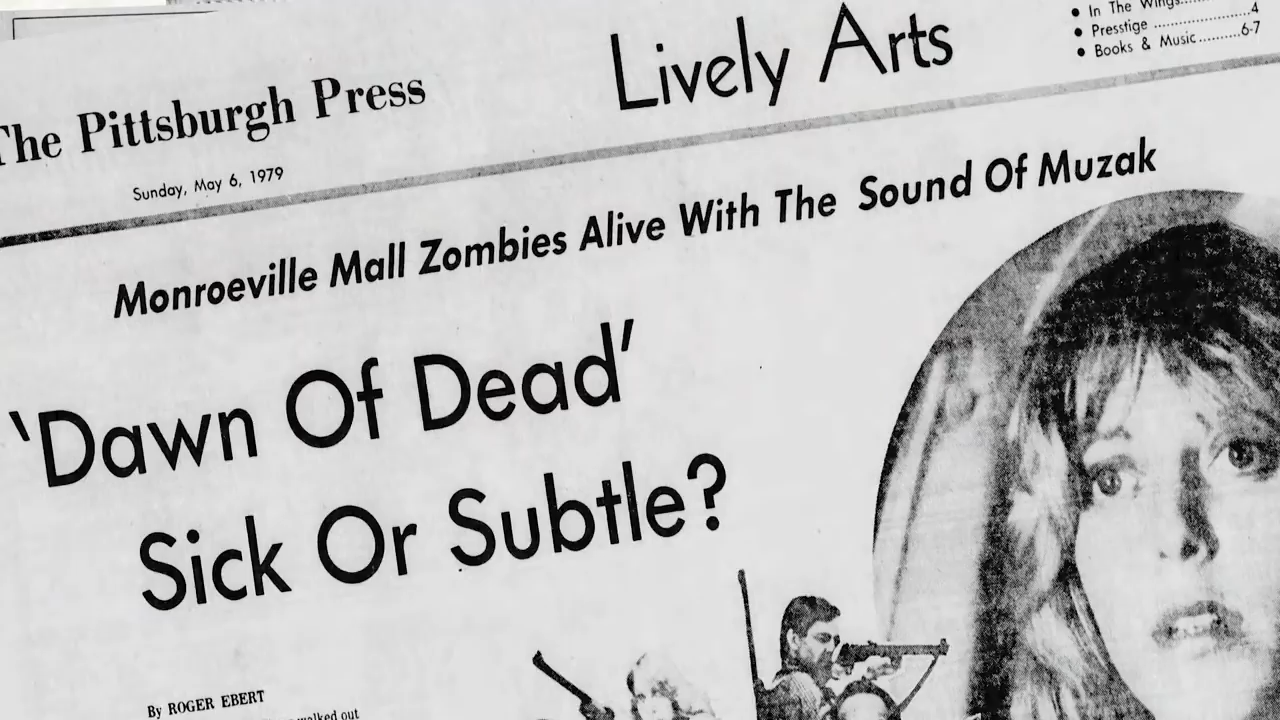 The Pittsburgh Press
Lively Arts
• In The Wings......
• Presstige .....................4
• Books & Music..........6-7
Sunday, May 6, 1979
Monroeville Mall Zombies Alive With The Sound Of Muzak
'Dawn Of Dead'
Sick Or Subtle?
By ROGER EBERT
walked out